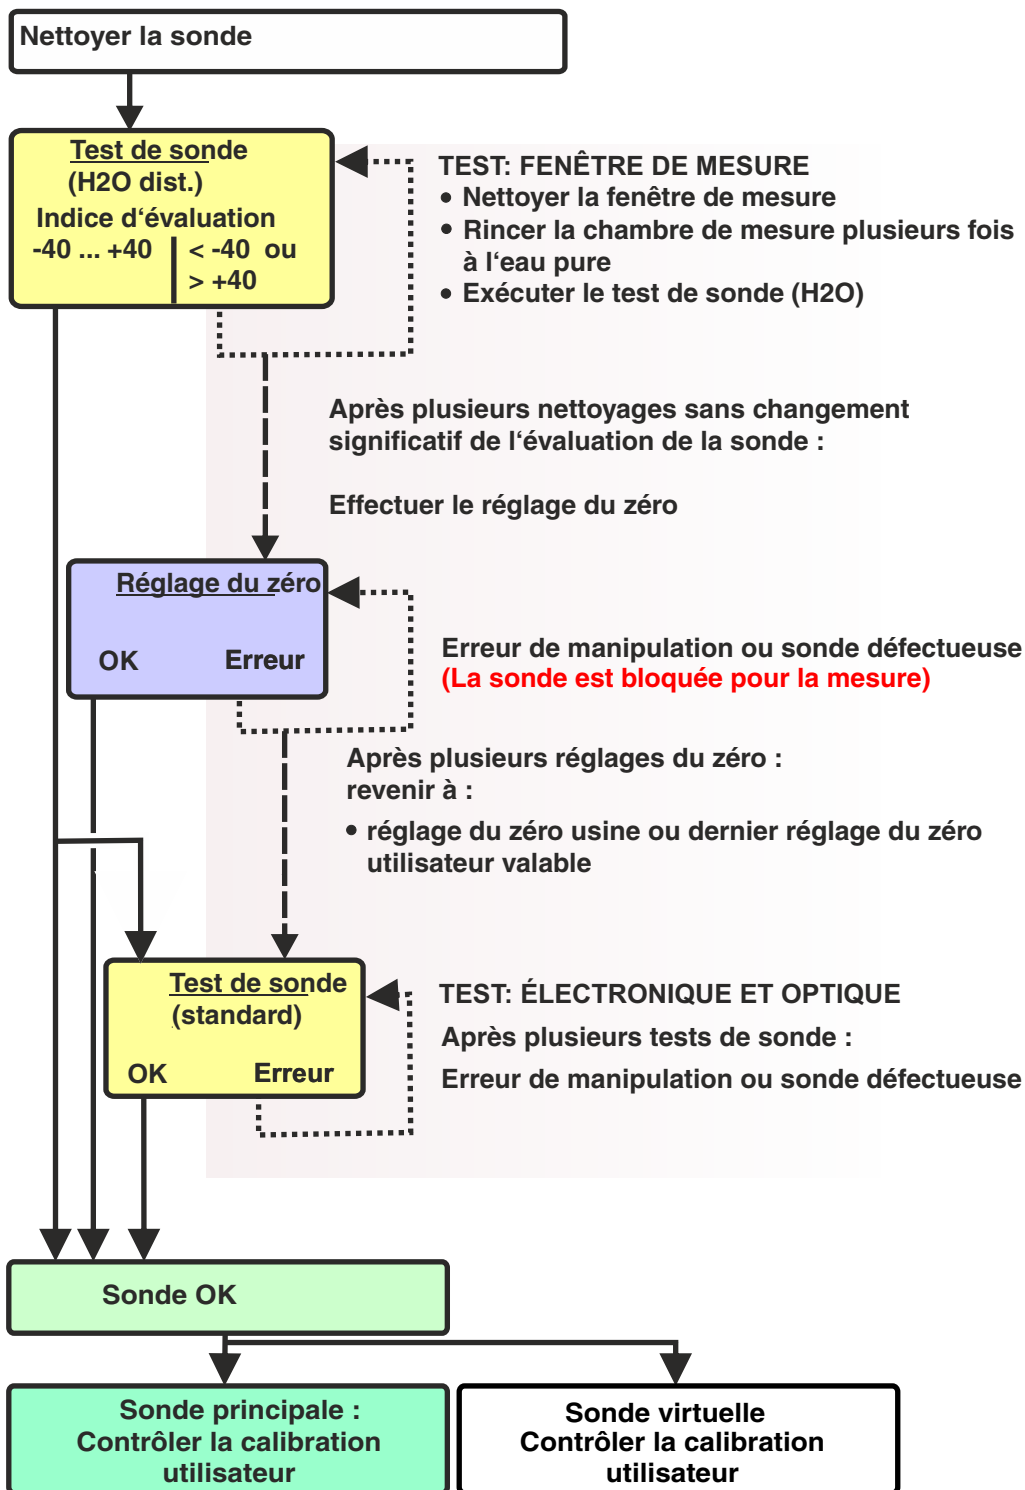 Nettoyer la sonde
Test de sonde
(H2O dist.)
Indice d‘évaluation
-40 ... +40
< -40 ou
> +40
TEST: FENÊTRE DE MESURE
• Nettoyer la fenêtre de mesure
• Rincer la chambre de mesure plusieurs fois
à l‘eau pure
• Exécuter le test de sonde (H2O)
Après plusieurs nettoyages sans changement
significatif de l‘évaluation de la sonde :
Effectuer le réglage du zéro
Réglage du zéro
OK
Erreur
Erreur de manipulation ou sonde défectueuse
(La sonde est bloquée pour la mesure)
Après plusieurs réglages du zéro :
revenir à :
• réglage du zéro usine ou dernier réglage du zéro
utilisateur valable
Test de sonde
(standard)
OK
Erreur
TEST: ÉLECTRONIQUE ET OPTIQUE
Après plusieurs tests de sonde :
Erreur de manipulation ou sonde défectueuse
Sonde OK
Sonde principale :
Contrôler la calibration
utilisateur
Sonde virtuelle
Contrôler la calibration
utilisateur